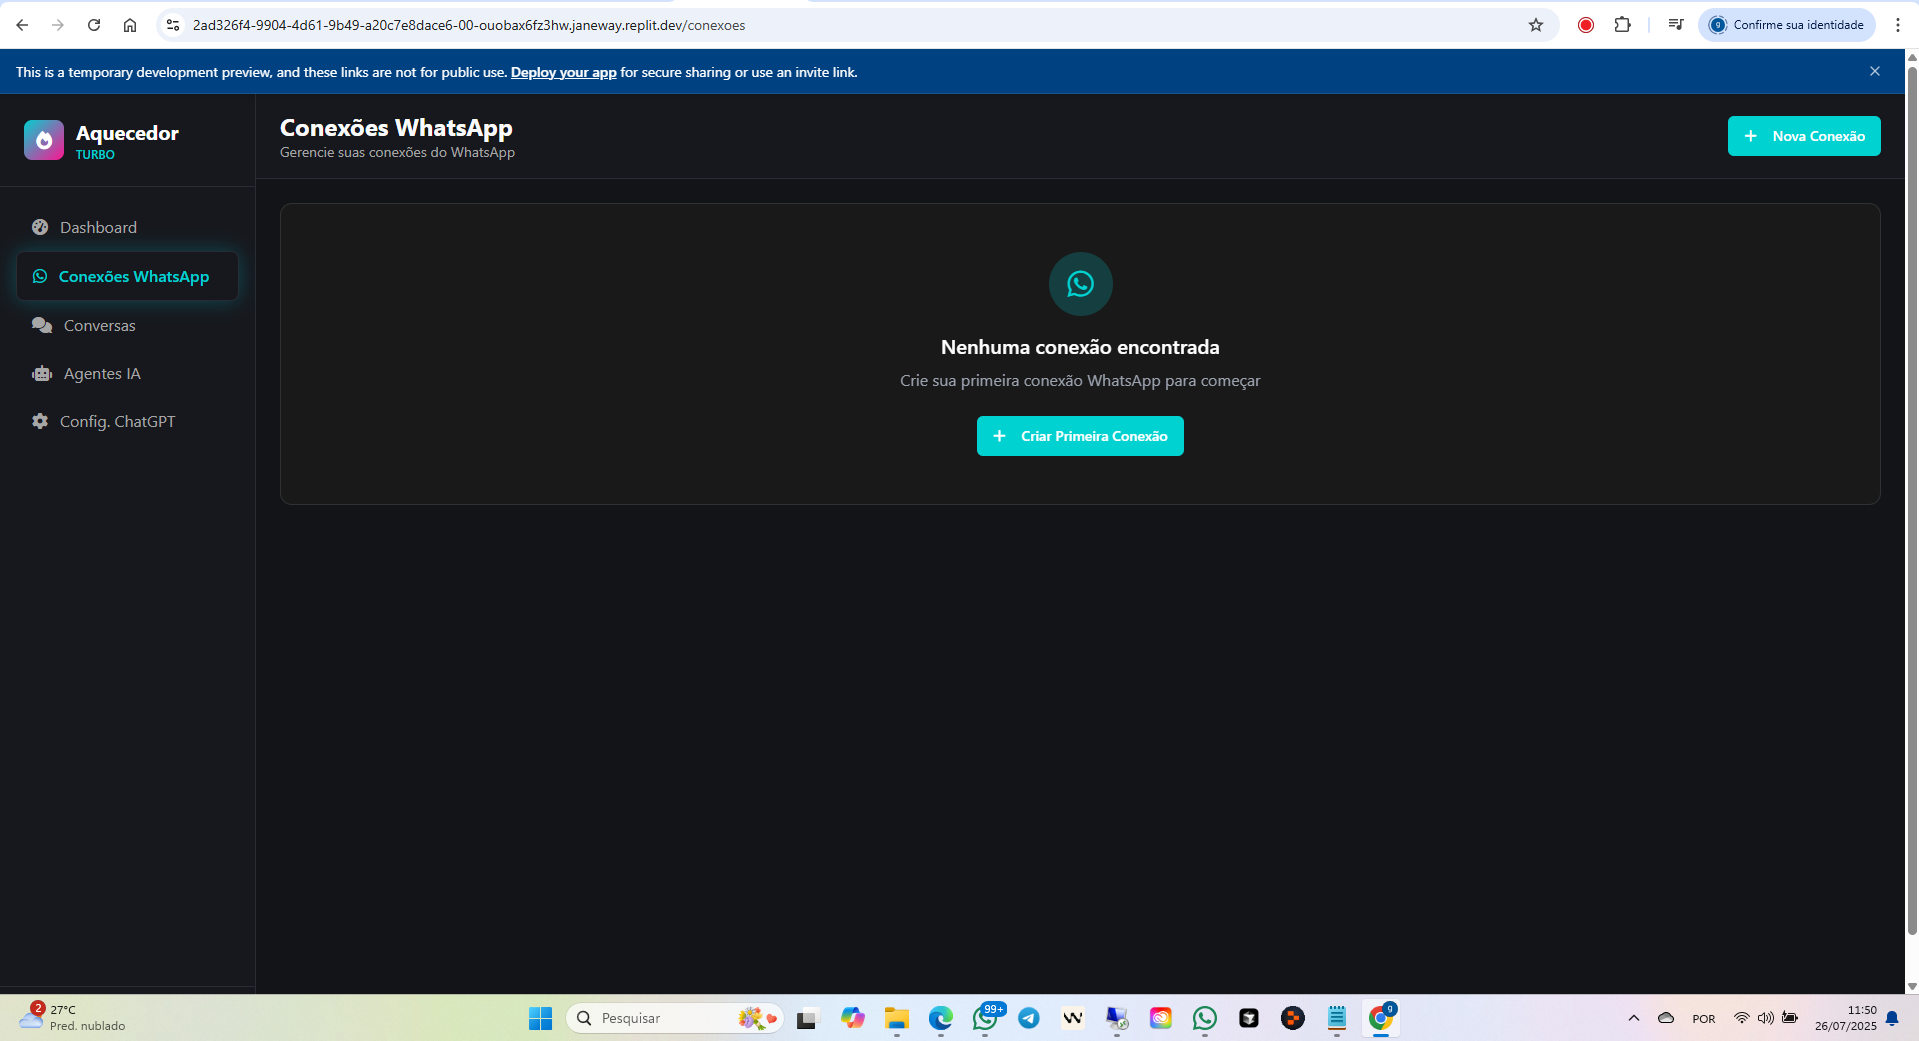 2ad326f4-9904-4d61-9b49-a20c7e8dace6-00-ouobax6fz3hw.janeway.replit.dev/conexoes
g
Confirme sua identidade
This is a temporary development preview, and these links are not for public use. Deploy your app for secure sharing or use an invite link.
Aquecedor
TURBO
Conexões WhatsApp
Gerencie suas conexões do WhatsApp
Nova Conexão
Dashboard
Conexões WhatsApp
Conversas
Agentes IA
Config. ChatGPT
Nenhuma conexão encontrada
Crie sua primeira conexão WhatsApp para começar
Criar Primeira Conexão
2
27°C
Pred. nublado
Pesquisar
99+
g
POR
11:50
26/07/2025